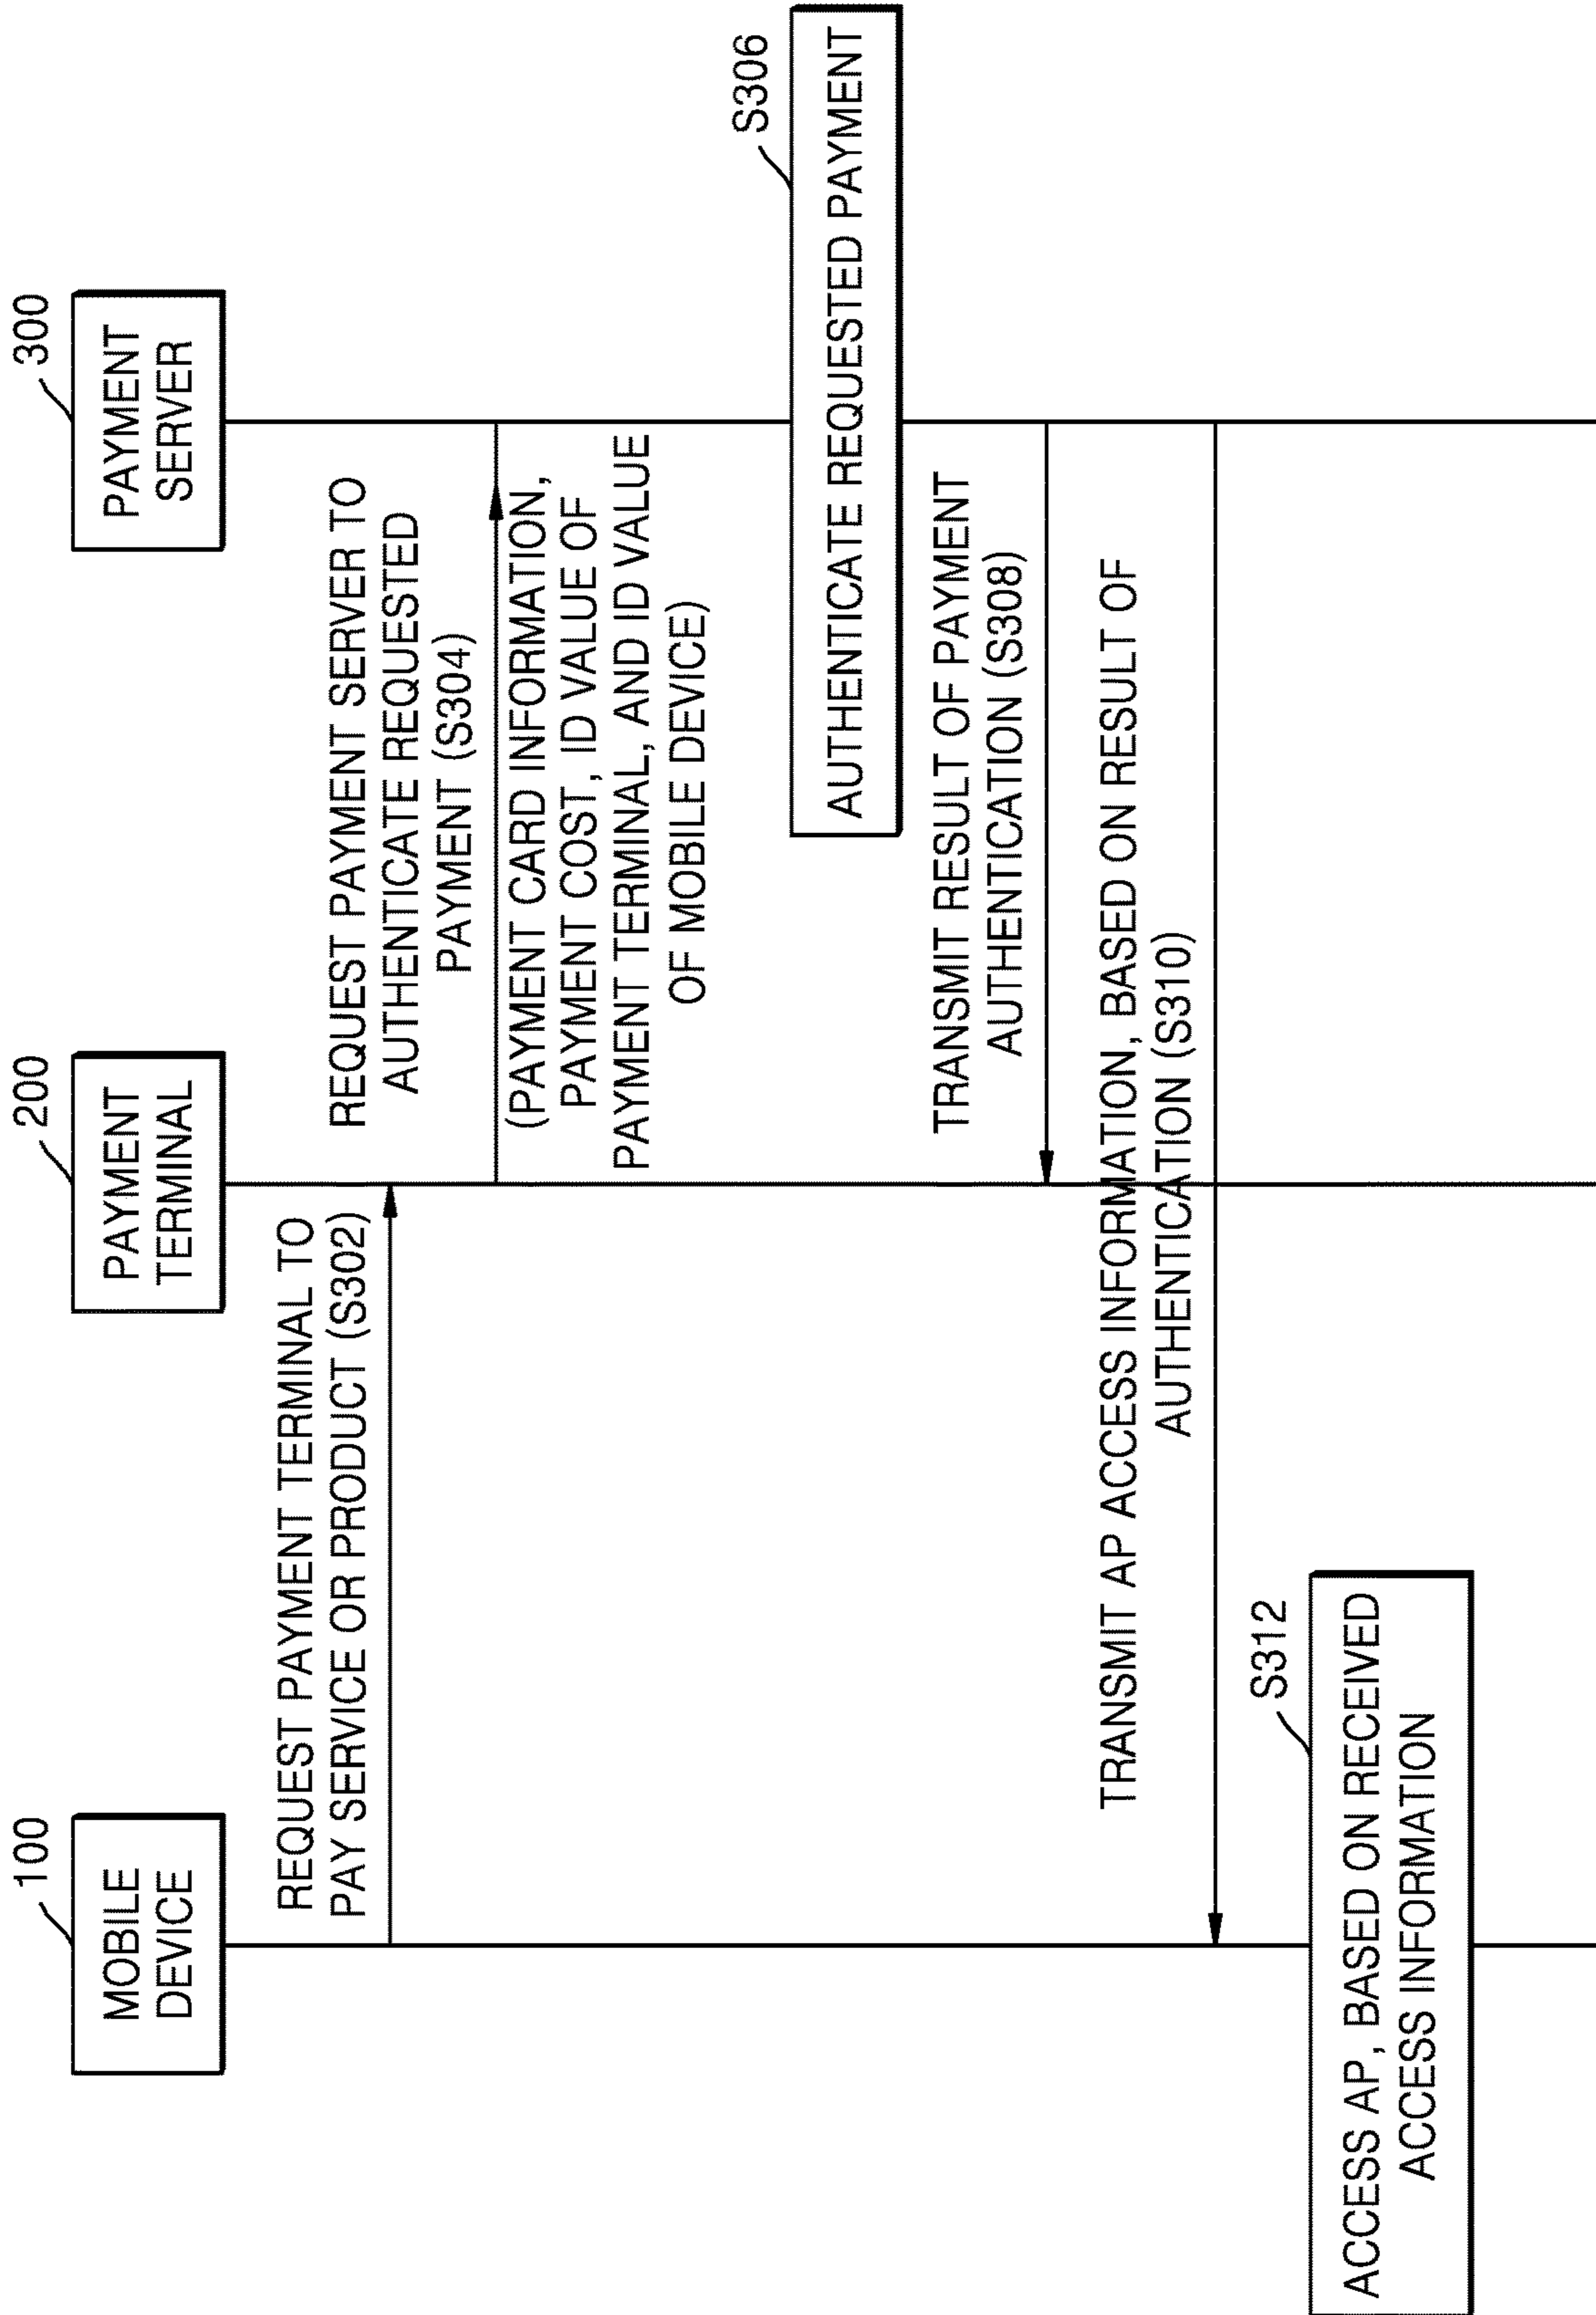 100
MOBILE
DEVICE
200
PAYMENT
TERMINAL
300
PAYMENT
SERVER
REQUEST PAYMENT TERMINAL TO
PAY SERVICE OR PRODUCT (S302)
REQUEST PAYMENT SERVER TO
AUTHENTICATE REQUESTED
PAYMENT (S304)
(PAYMENT CARD INFORMATION,
PAYMENT COST, ID VALUE OF
PAYMENT TERMINAL, AND ID VALUE
OF MOBILE DEVICE)
S306
AUTHENTICATE REQUESTED PAYMENT
TRANSMIT RESULT OF PAYMENT
AUTHENTICATION (S308)
TRANSMIT AP ACCESS INFORMATION, BASED ON RESULT OF
AUTHENTICATION (S310)
S312
ACCESS AP, BASED ON RECEIVED
ACCESS INFORMATION